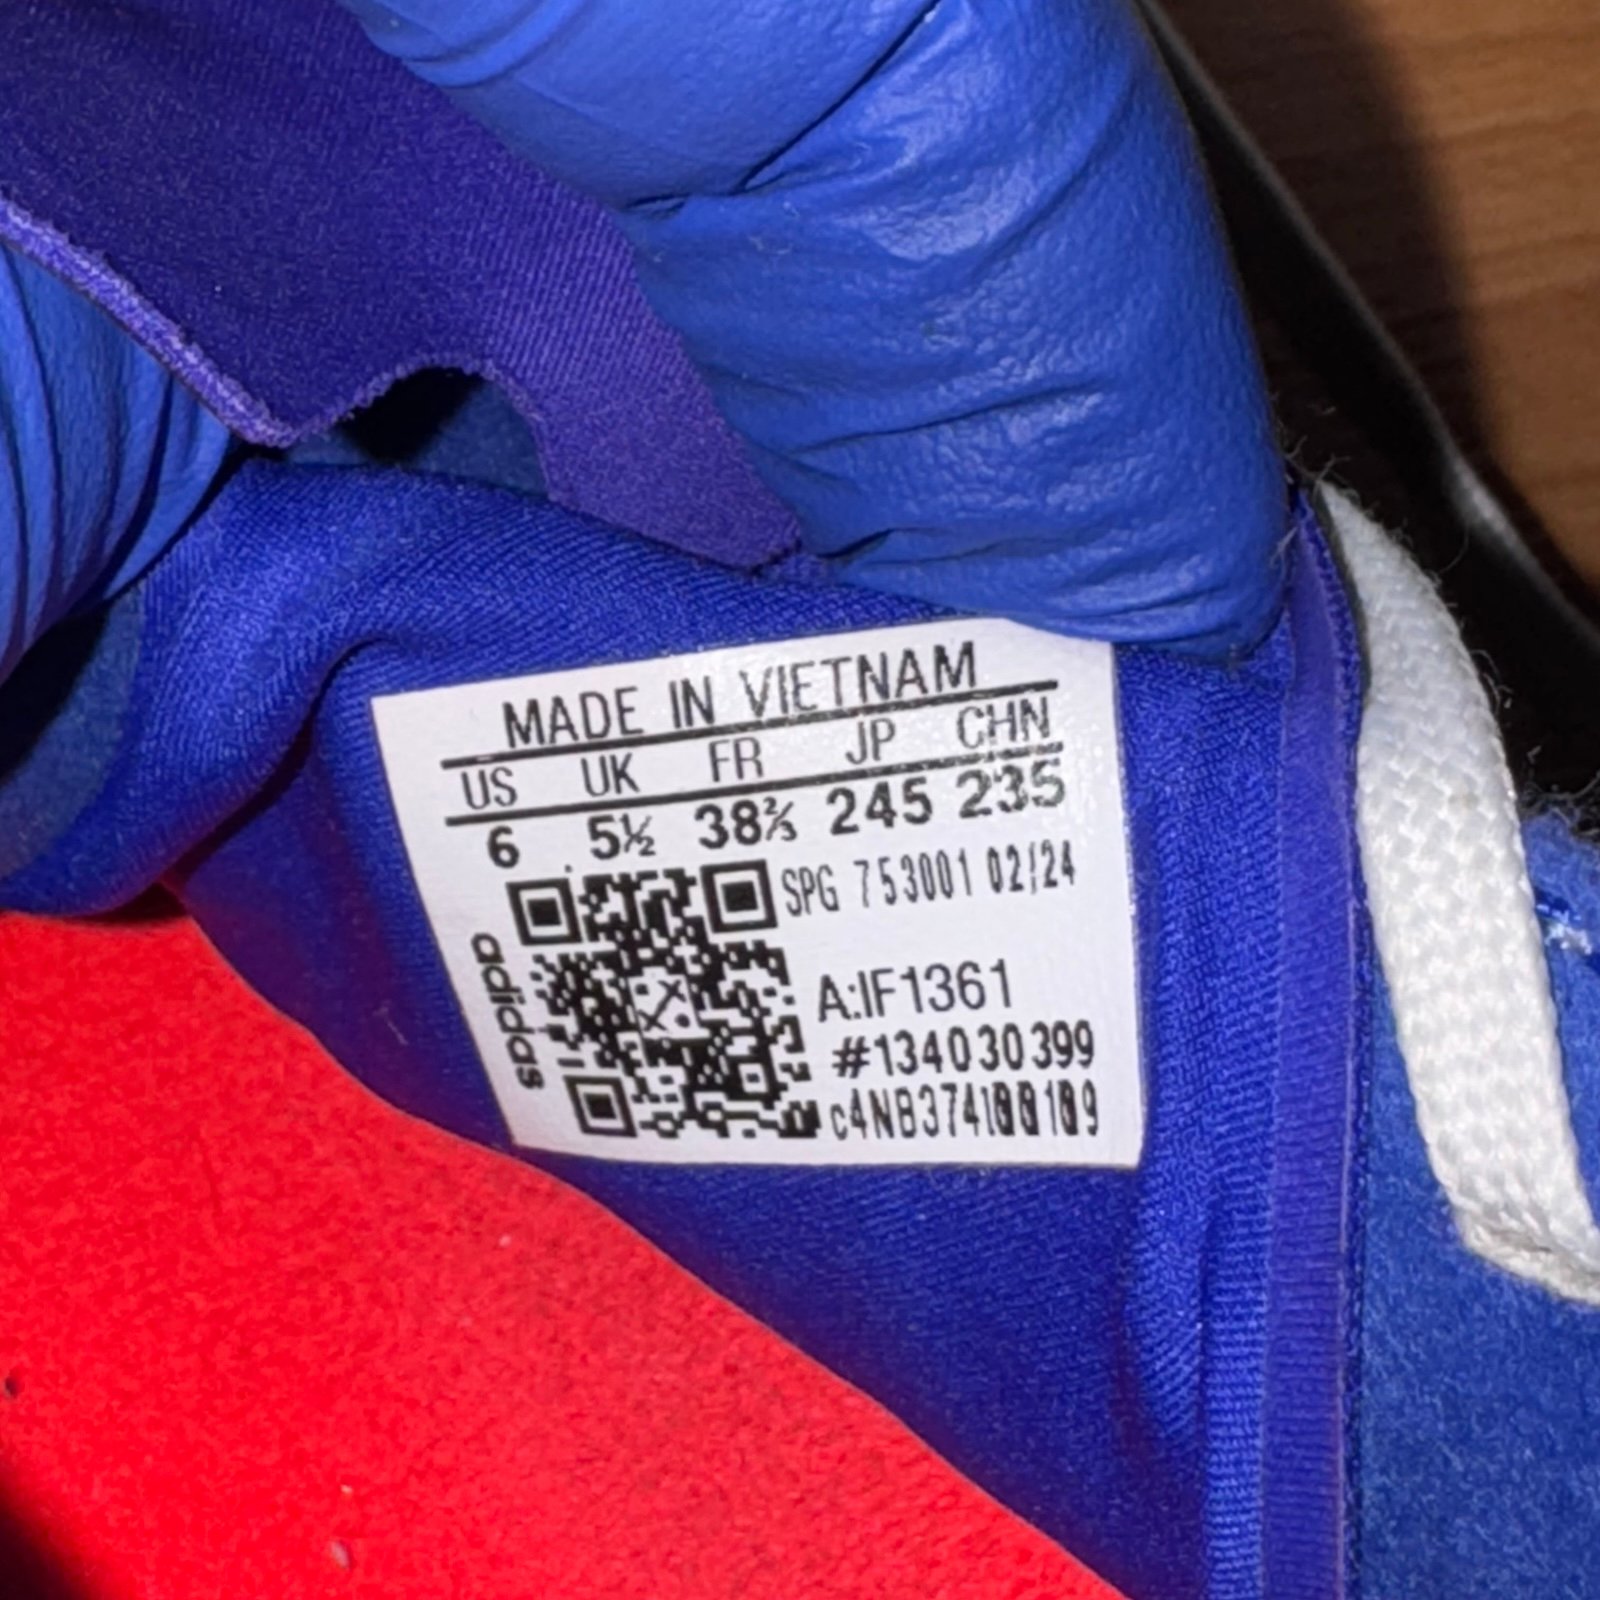 MADE IN VIETNAM
US UK FR JP CHN
6 5½ 38⅔ 245 235
SPG 753001 02/24
adidas
A:IF1361
#134030399